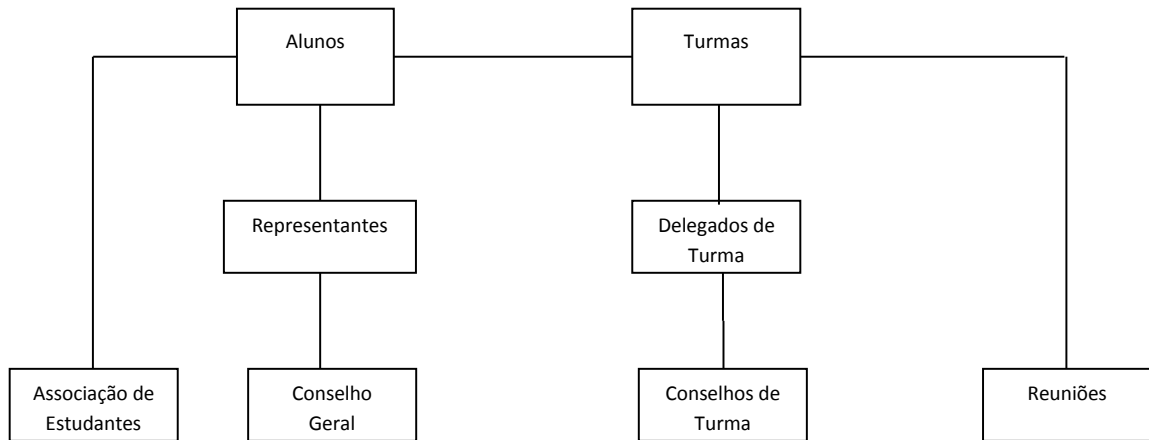 Alunos
Turmas
Representantes
Delegados de
Turma
Associação de
Estudantes
Conselho
Geral
Conselhos de
Turma
Reuniões